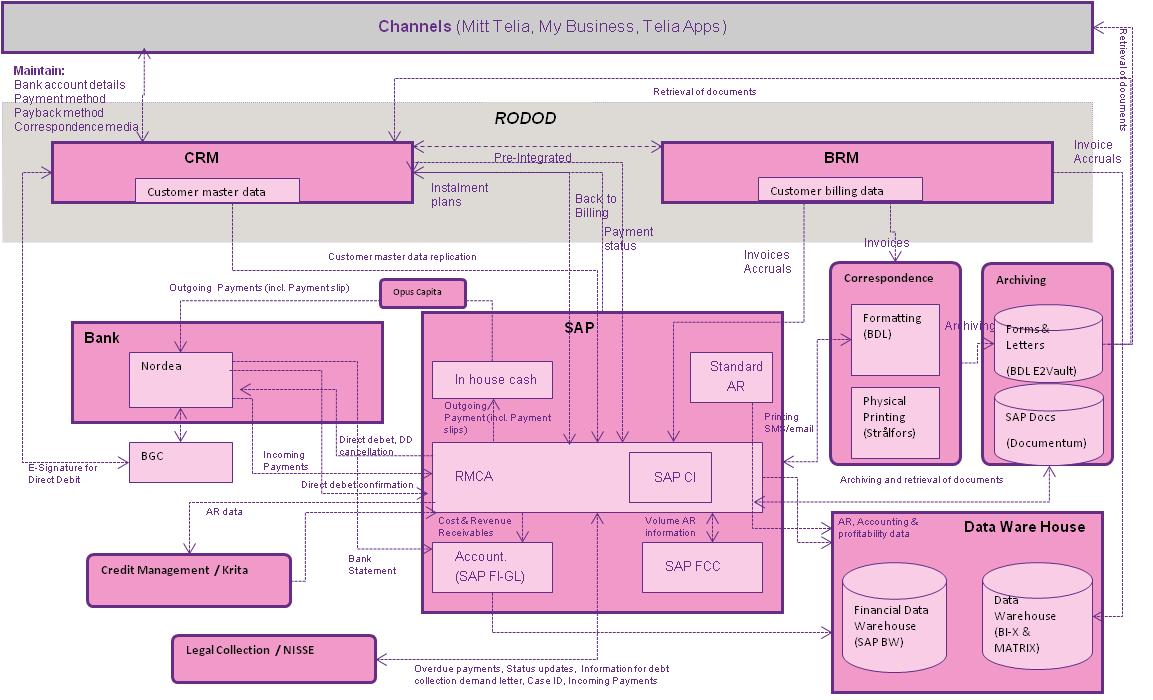 Channels (Mitt Telia, My Business, Telia Apps)
Maintain:
Bank account details
Payment method
Payback method
Correspondence media
Retrieval of documents
Retrieval of documents
RODOD
CRM
Customer master data
Pre-Integrated
BRM
Customer billing data
Invoice
Accruals
Instalment
plans
Back to
Billing
Payment
status
Invoices
Accruals
Invoices
Customer master data replication
Outgoing Payments (incl. Payment slip)
Opus Capita
Correspondence
Formatting
(BDL)
Physical
Printing
(Strålfors)
Archiving
Archiving
Forms &
Letters
(BDL E2Vault)
SAP Docs
(Documentum)
Bank
Nordea
BGC
E-Signature for
Direct Debit
SAP
In house cash
Standard
AR
Outgoing
Payment (incl. Payment
slips)
Printing
SMS/email
Direct debet, DD
cancellation
Incoming
Payments
Direct debet confirmation
RMCA
SAP CI
Archiving and retrieval of documents
AR data
Cost & Revenue
Receivables
Volume AR
information
Bank
Statement
Account.
(SAP FI-GL)
SAP FCC
Credit Management / Krita
Legal Collection / NISSE
Overdue payments, Status updates, Information for debt
collection demand letter, Case ID, Incoming Payments
AR, Accounting &
profitability data
Data Ware House
Financial Data
Warehouse
(SAP BW)
Data
Warehouse
(BI-X &
MATRIX)